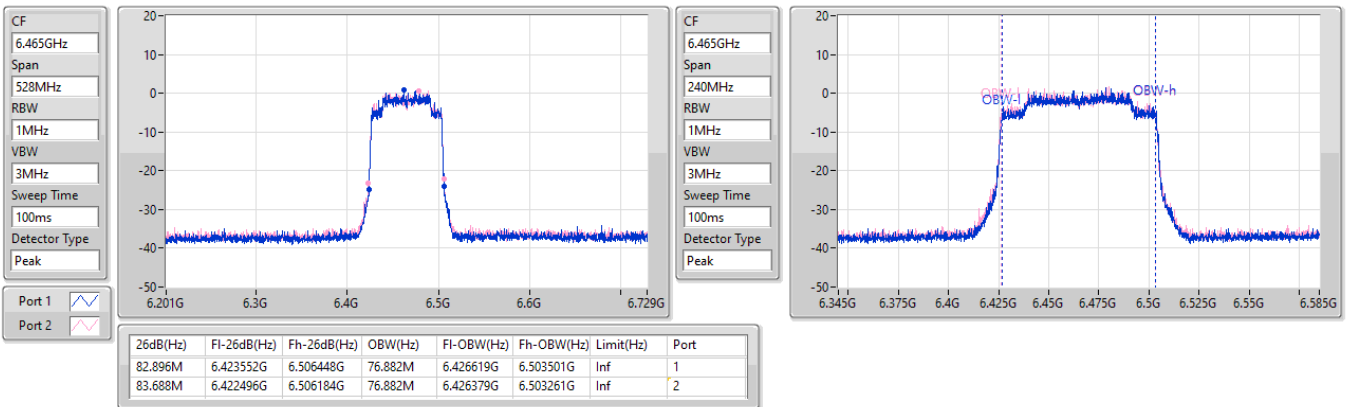 CF
6.465GHz
Span
528MHz
RBW
1MHz
VBW
3MHz
Sweep Time
100ms
Detector Type
Peak
Port 1
Port 2
20
10
0
-10
-20
-30
-40
-50
6.201G 6.3G 6.4G 6.5G 6.6G 6.729G
CF
6.465GHz
Span
240MHz
RBW
1MHz
VBW
3MHz
Sweep Time
100ms
Detector Type
Peak
20
10
0
-10
-20
-30
-40
-50
OBW-l
OBW-l
OBW-h
6.345G 6.375G 6.4G 6.425G 6.45G 6.475G 6.5G 6.525G 6.55G 6.585G
26dB(Hz) Fl-26dB(Hz) Fh-26dB(Hz) OBW(Hz) Fl-OBW(Hz) Fh-OBW(Hz) Limit(Hz) Port
82.896M 6.423552G 6.506448G 76.882M 6.426619G 6.503501G Inf 1
83.688M 6.422496G 6.506184G 76.882M 6.426379G 6.503261G Inf 2